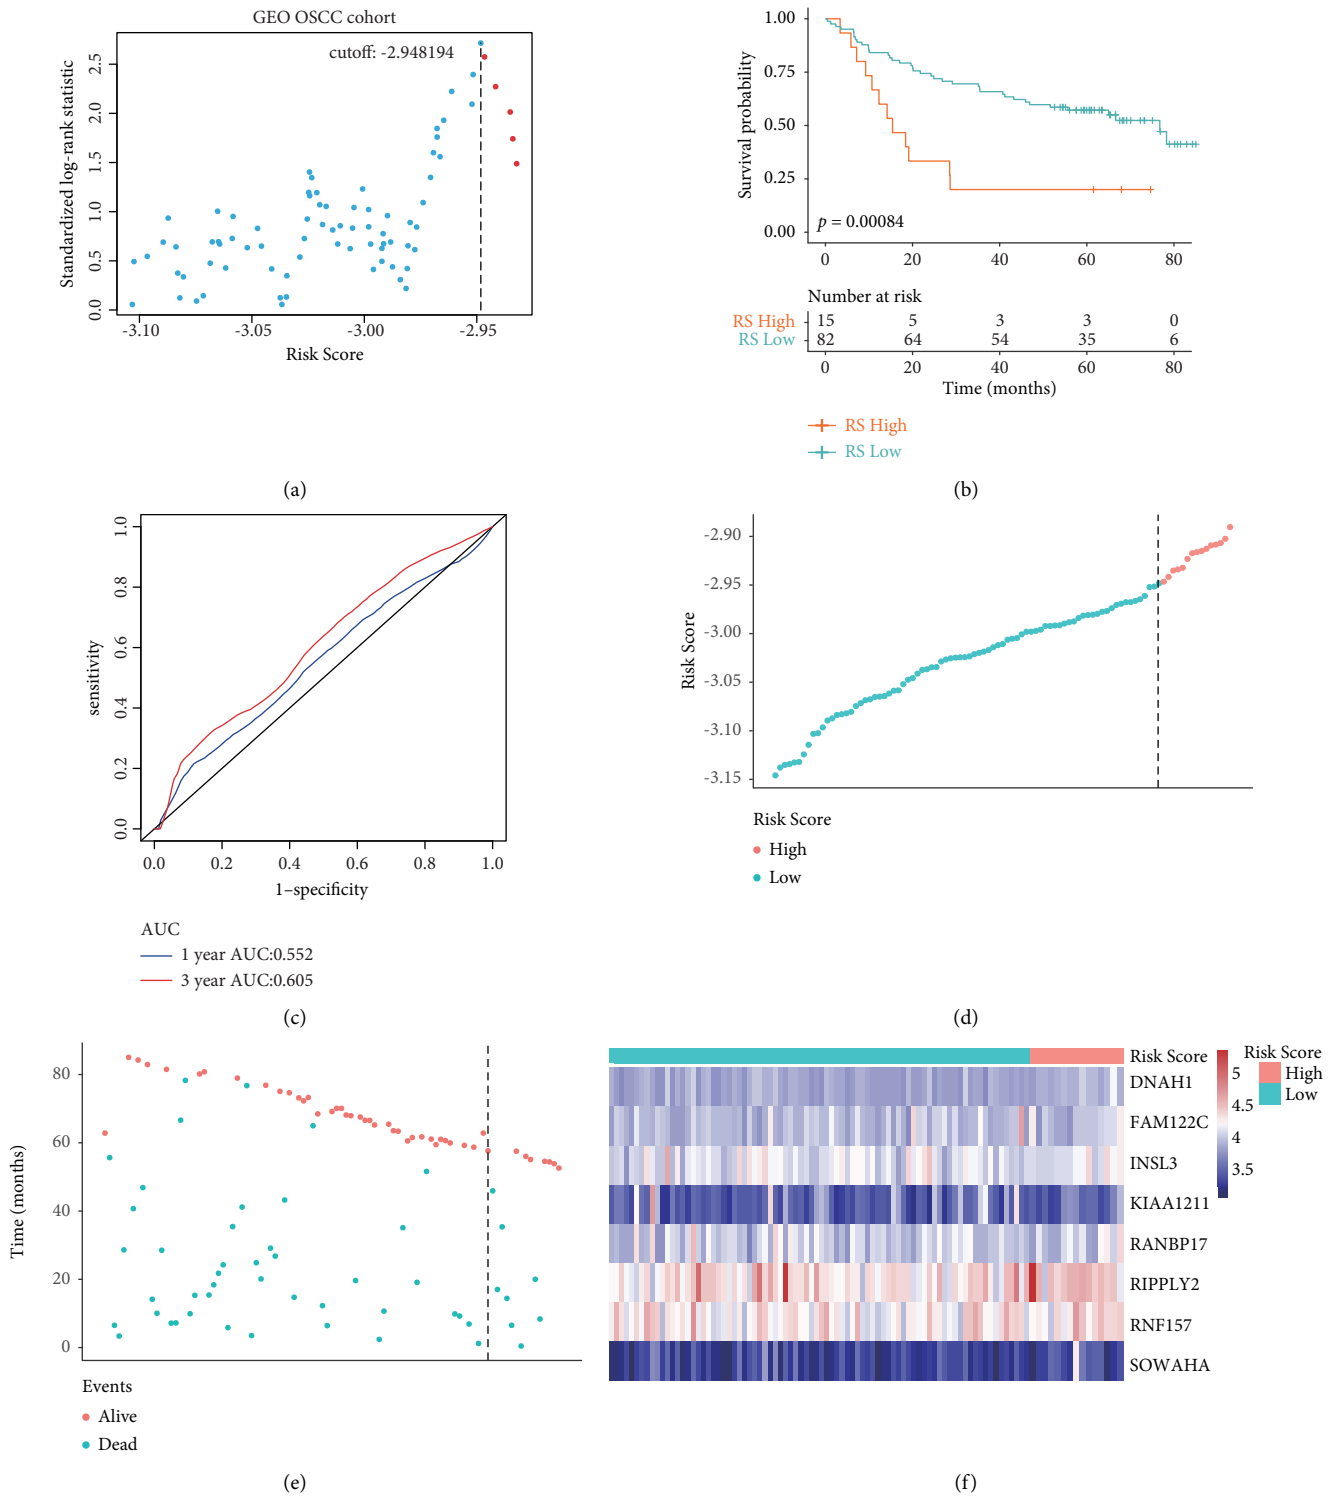 GEO OSCC cohort
cutoff: -2.948194
Standardized log-rank statistic
2.5
2.0
1.5
1.0
0.5
0.0
-3.10 -3.05 -3.00 -2.95
Risk Score
(a)
Survival probability
1.00
0.75
0.50
0.25
0.00
p = 0.00084
0 20 40 60 80
Number at risk
RS High 15 5 3 3 0
RS Low 82 64 54 35 6
0 20 40 60 80
Time (months)
RS High
RS Low
(b)
sensitivity
1.0
0.8
0.6
0.4
0.2
0.0
0.0 0.2 0.4 0.6 0.8 1.0
1–specificity
AUC
1 year AUC:0.552
3 year AUC:0.605
(c)
Risk Score
-2.90
-2.95
-3.00
-3.05
-3.10
-3.15
Risk Score
High
Low
(d)
Time (months)
80
60
40
20
0
Events
Alive
Dead
(e)
Risk Score
DNAH1
FAM122C
INSL3
KIAA1211
RANBP17
RIPPLY2
RNF157
SOWAHA
5
4.5
4
3.5
Risk Score
High
Low
(f)